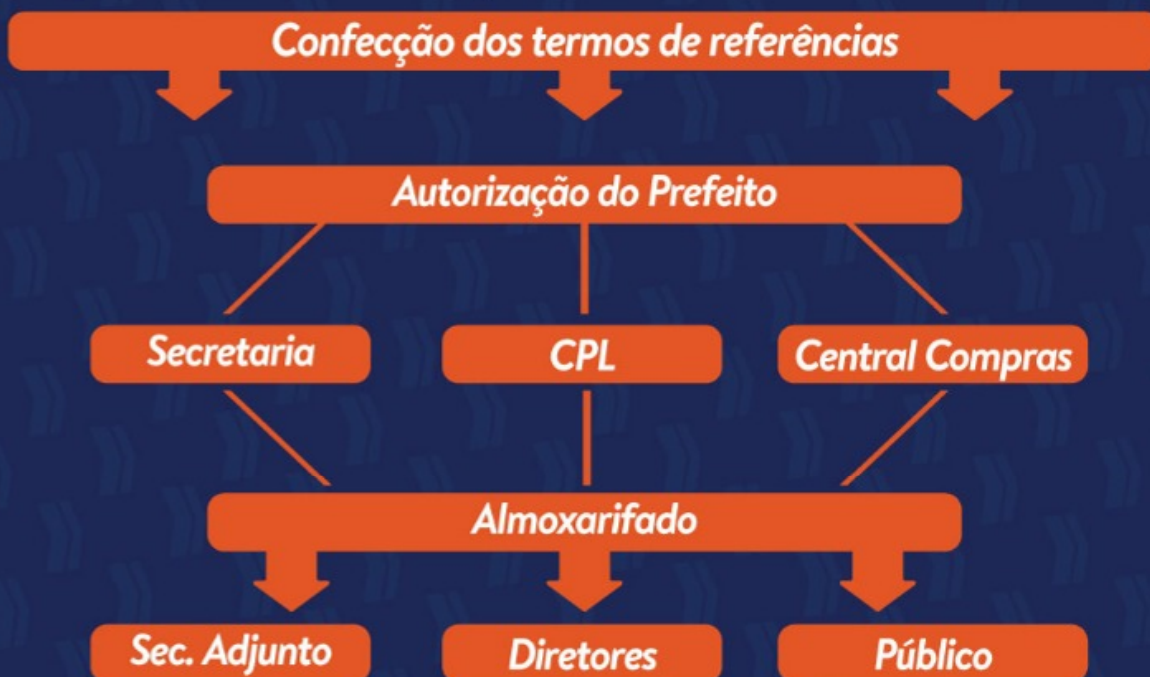 Confecção dos termos de referências
Autorização do Prefeito
Secretaria
CPL
Central Compras
Almoxarifado
Sec. Adjunto
Diretores
Público